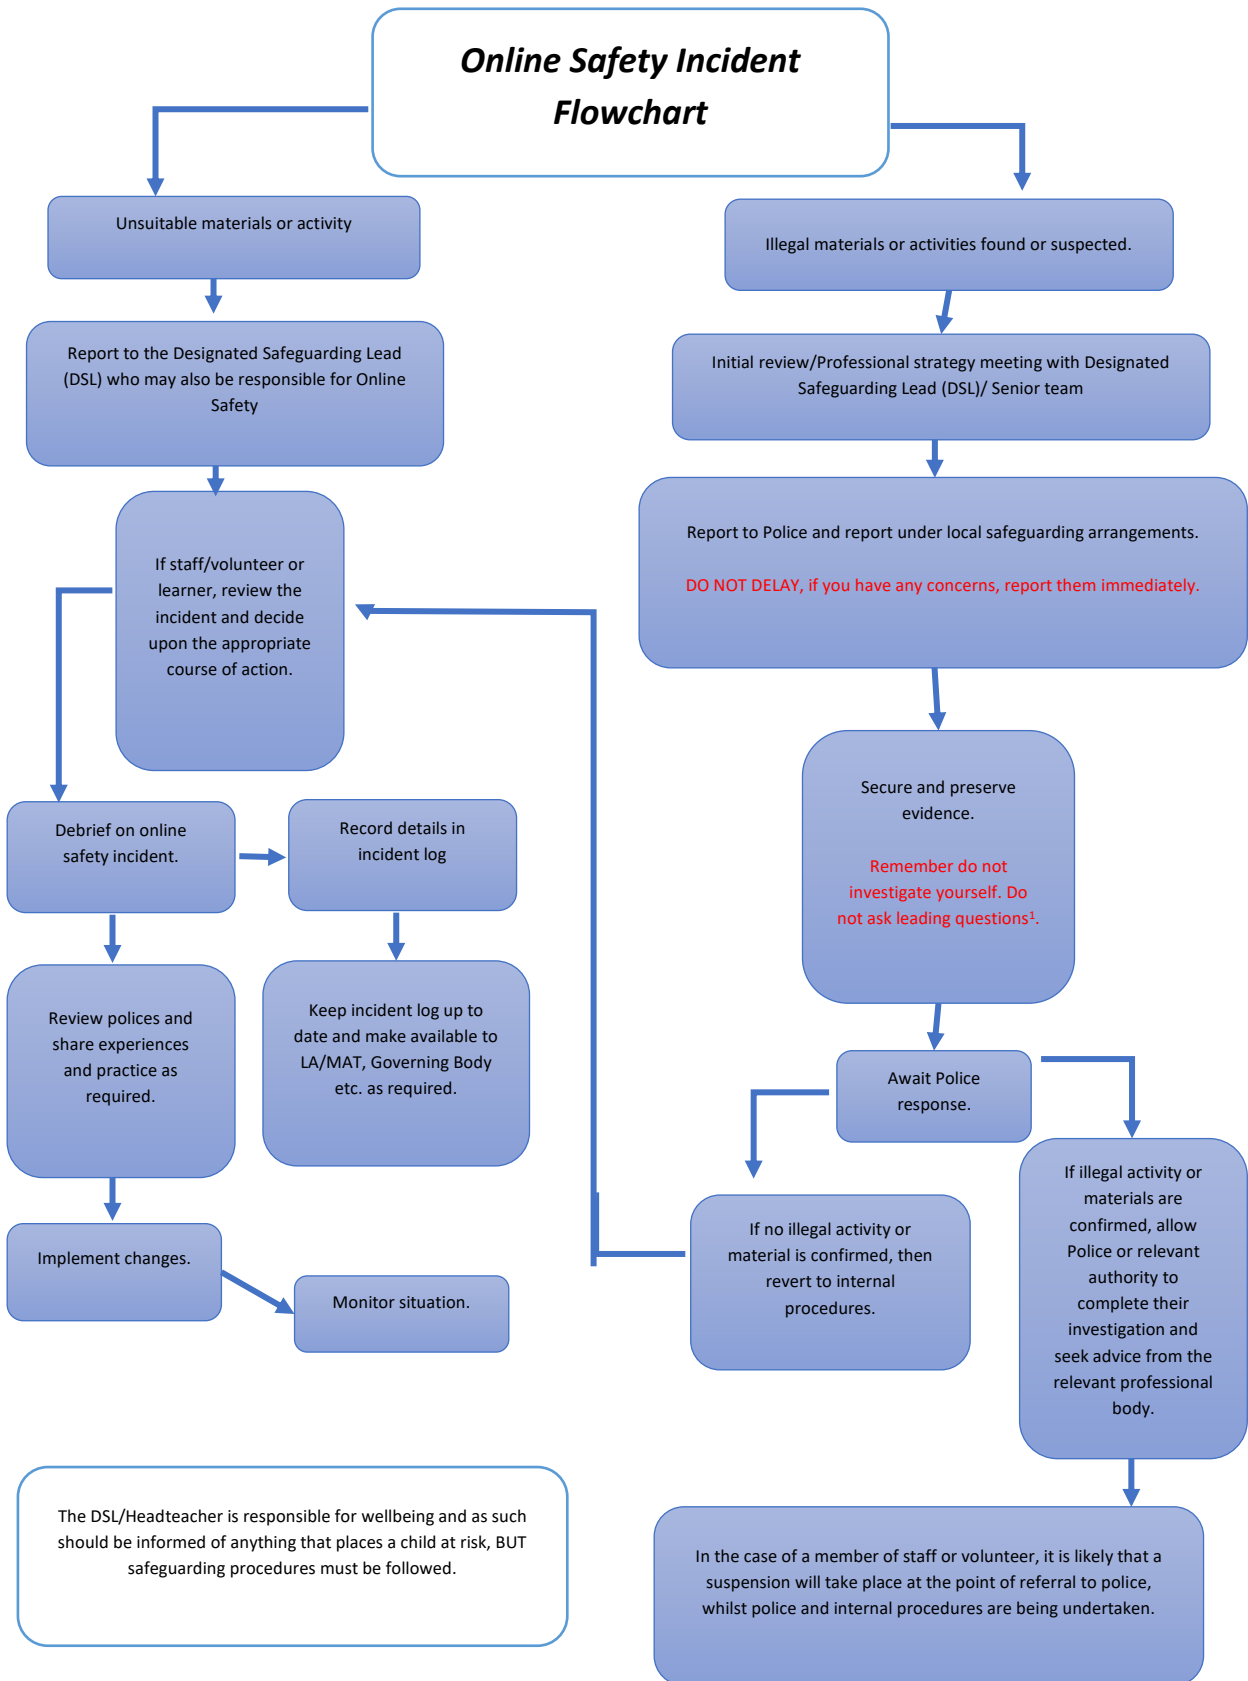 Online Safety Incident
Flowchart
Unsuitable materials or activity
Report to the Designated Safeguarding Lead
(DSL) who may also be responsible for Online
Safety
If staff/volunteer or
learner, review the
incident and decide
upon the appropriate
course of action.
Debrief on online
safety incident.
Record details in
incident log
Review polices and
share experiences
and practice as
required.
Keep incident log up to
date and make available to
LA/MAT, Governing Body
etc. as required.
Implement changes.
Monitor situation.
Illegal materials or activities found or suspected.
Initial review/Professional strategy meeting with Designated
Safeguarding Lead (DSL)/ Senior team
Report to Police and report under local safeguarding arrangements.
DO NOT DELAY, if you have any concerns, report them immediately.
Secure and preserve
evidence.
Remember do not
investigate yourself. Do
not ask leading questions¹.
Await Police
response.
If no illegal activity or
material is confirmed, then
revert to internal
procedures.
If illegal activity or
materials are
confirmed, allow
Police or relevant
authority to
complete their
investigation and
seek advice from the
relevant professional
body.
In the case of a member of staff or volunteer, it is likely that a
suspension will take place at the point of referral to police,
whilst police and internal procedures are being undertaken.
The DSL/Headteacher is responsible for wellbeing and as such
should be informed of anything that places a child at risk, BUT
safeguarding procedures must be followed.